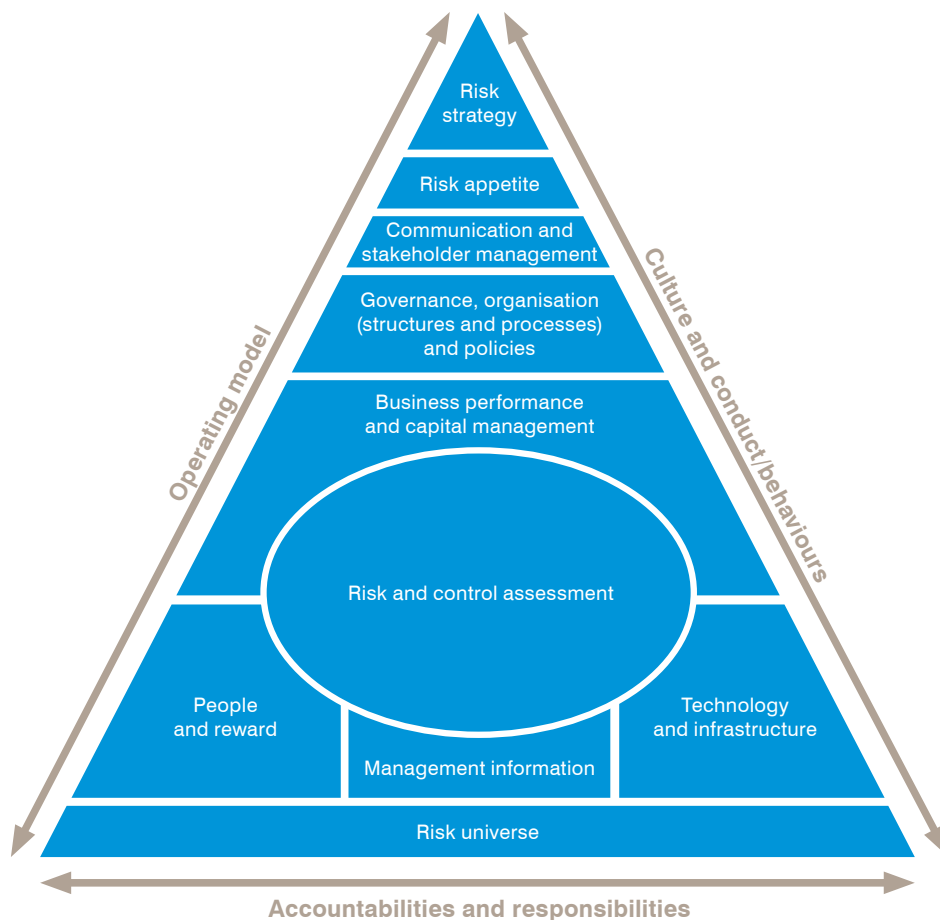 Risk
strategy
Risk appetite
Communication and
stakeholder management
Governance, organisation
(structures and processes)
and policies
Business performance
and capital management
Operating model
Culture and conduct/behaviours
Risk and control assessment
People
and reward
Technology
and infrastructure
Management information
Risk universe
Accountabilities and responsibilities